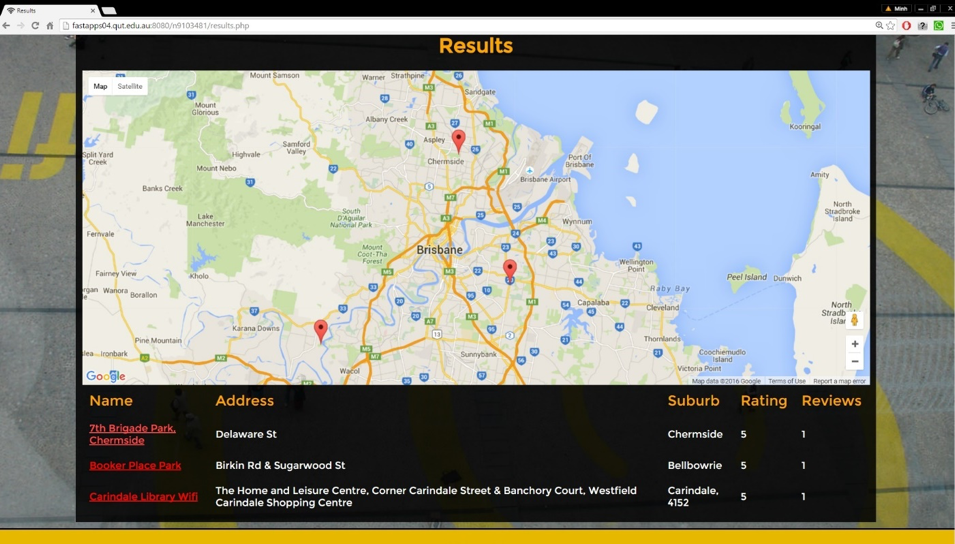 Results
Minh
fastapps04.qut.edu.au:8080/n9103481/results.php
Results
Map Satellite
Mount Samson
Warner
Strathpine
Sandgate
Mount Glorious
Albany Creek
Aspley
Kooringal
Split Yard Creek
Highvale
Samford Valley
Chermside
Port Of Brisbane
Mount Nebo
Brisbane Airport
Amity
Banks Creek
South D'Aguilar National Park
Lake Manchester
Wynnum
North Stradbroke Island
Fernvale
Mount Coot-Tha Forest
Brisbane
Wellington Point
Fairney View
Kholo
Raby Bay
Peel Island
Dunwich
Wanora
Borallon
Capalaba
Cleveland
Karana Downs
Pine Mountain
Thornlands
Ironbark
Wacol
Sunnybank
Coochiemudlo Island
Victoria Point
Google
Map data ©2016 Google
Terms of Use
Report a map error
Name Address Suburb Rating Reviews
7th Brigade Park, Chermside Delaware St Chermside 5 1
Booker Place Park Birkin Rd & Sugarwood St Bellbowrie 5 1
Carindale Library Wifi The Home and Leisure Centre, Corner Carindale Street & Banchory Court, Westfield Carindale Shopping Centre Carindale, 4152 5 1